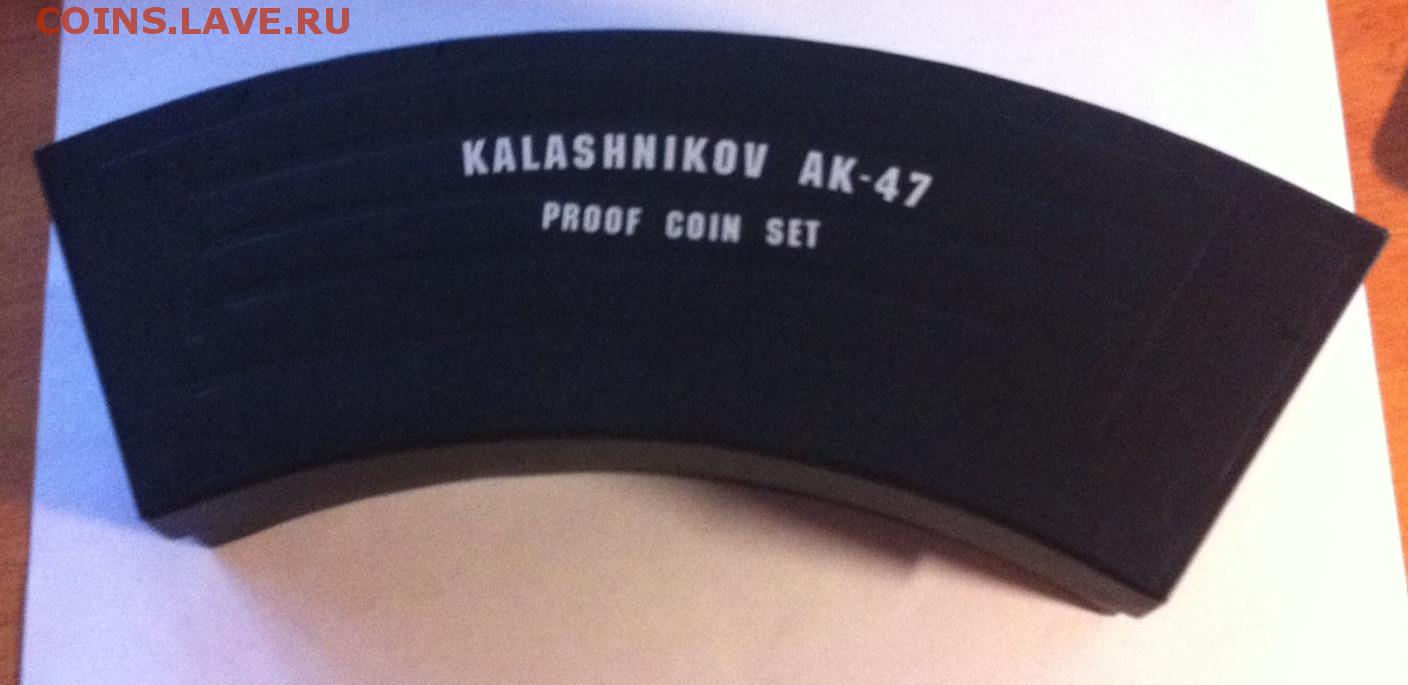 COINS.LAVE.RU
KALASHNIKOV AK-47
PROOF COIN SET